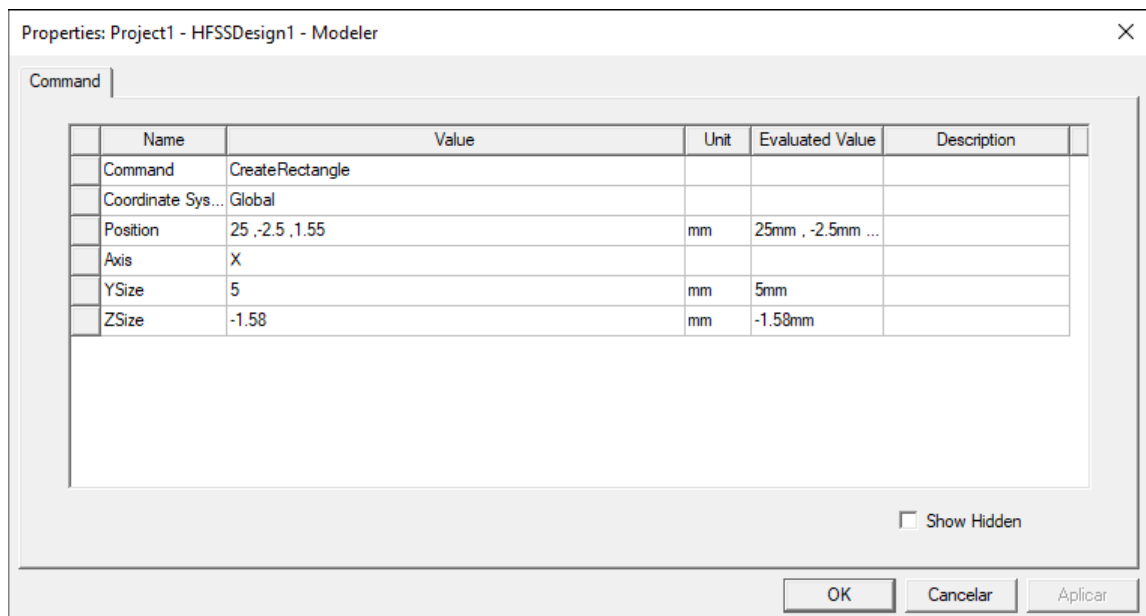 Properties: Project1 - HFSSDesign1 - Modeler
Command
Name Value Unit Evaluated Value Description
Command CreateRectangle
Coordinate Sys... Global
Position 25 ,-2.5 ,1.55 mm 25mm , -2.5mm ...
Axis X
YSize 5 mm 5mm
ZSize -1.58 mm -1.58mm
Show Hidden
OK Cancelar Aplicar